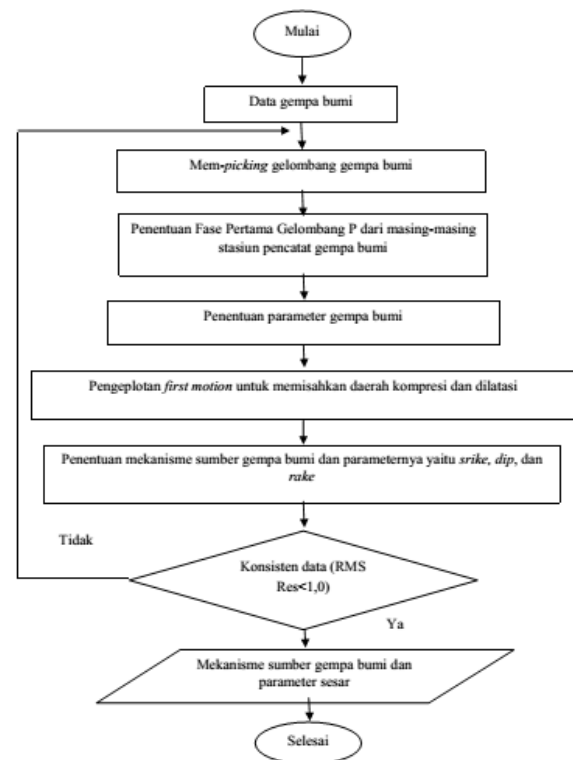 Mulai
Data gempa bumi
Mem-picking gelombang gempa bumi
Penentuan Fase Pertama Gelombang P dari masing-masing
stasiun pencatat gempa bumi
Penentuan parameter gempa bumi
Pengeplotan first motion untuk memisahkan daerah kompresi dan dilatasi
Penentuan mekanisme sumber gempa bumi dan parameternya yaitu srike, dip, dan
rake
Tidak
Konsisten data (RMS
Res<1,0)
Ya
Mekanisme sumber gempa bumi dan
parameter sesar
Selesai